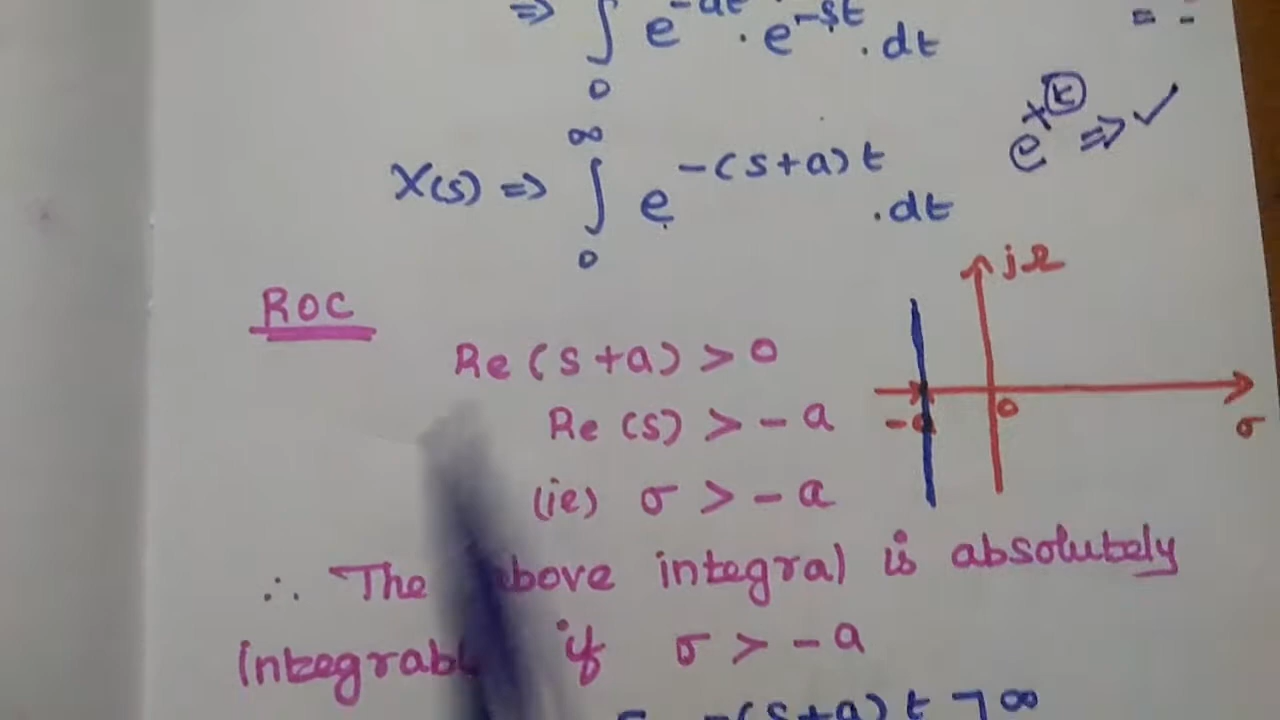 ⇒ ∫ e^-at . e^-st . dt
0
∞
X(s) ⇒ ∫ e^-(s+a)t . dt
0
e^x ⓣ ⇒ ✓
jΩ
ROC
Re(s+a) > 0
-a 0 σ
Re(s) > -a
(ie) σ > -a
∴ The above integral is absolutely
integrable if σ > -a
-(s+a)t ∞